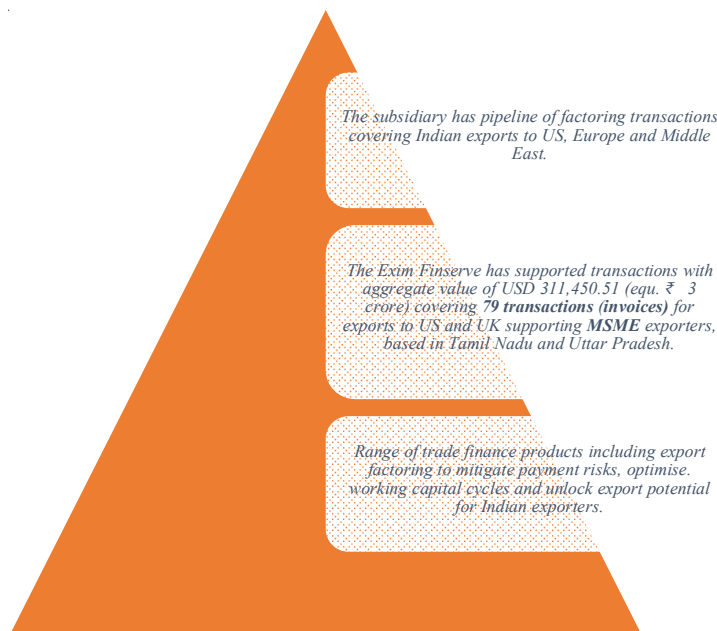 .
The subsidiary has pipeline of factoring transactions
covering Indian exports to US, Europe and Middle
East.
The Exim Finserve has supported transactions with
aggregate value of USD 311,450.51 (equ. ₹ 3
crore) covering 79 transactions (invoices) for
exports to US and UK supporting MSME exporters,
based in Tamil Nadu and Uttar Pradesh.
Range of trade finance products including export
factoring to mitigate payment risks, optimise.
working capital cycles and unlock export potential
for Indian exporters.